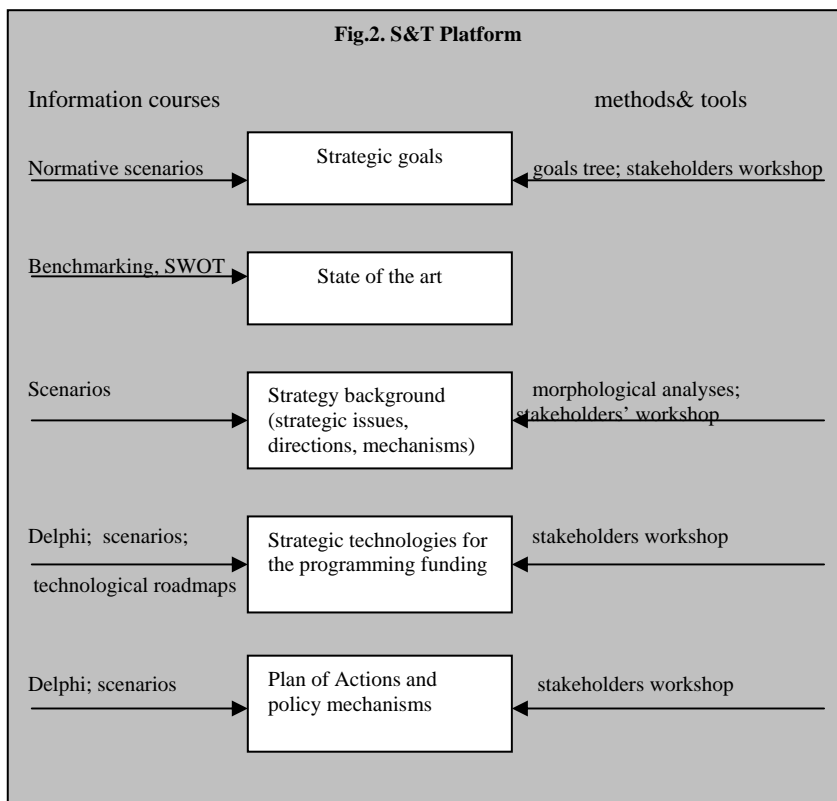 Fig.2. S&T Platform
Information courses
methods& tools
Normative scenarios
Strategic goals
goals tree; stakeholders workshop
Benchmarking, SWOT
State of the art
Scenarios
Strategy background
(strategic issues,
directions, mechanisms)
morphological analyses;
stakeholders' workshop
Delphi; scenarios;
technological roadmaps
Strategic technologies for
the programming funding
stakeholders workshop
Delphi; scenarios
Plan of Actions and
policy mechanisms
stakeholders workshop